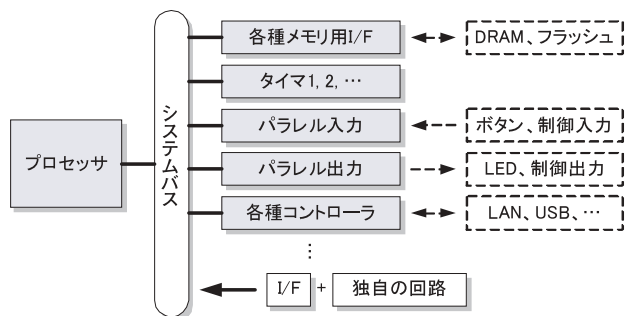 プロセッサ
システムバス
各種メモリ用I/F
DRAM、フラッシュ
タイマ1, 2, …
パラレル入力
ボタン、制御入力
パラレル出力
LED、制御出力
各種コントローラ
LAN、USB、…
⋮
I/F
+
独自の回路